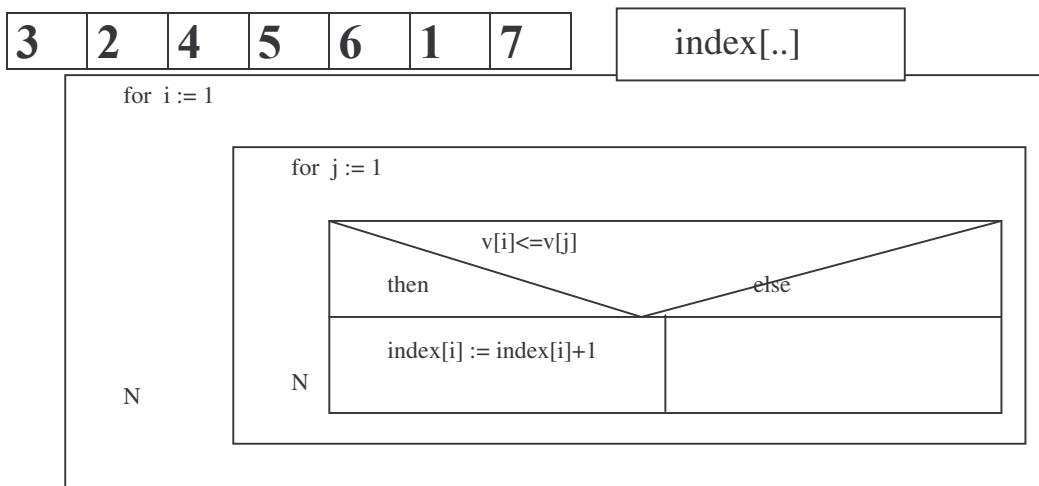 3 2 4 5 6 1 7
index[..]
for i := 1
for j := 1
v[i]<=v[j]
then else
index[i] := index[i]+1
N
N